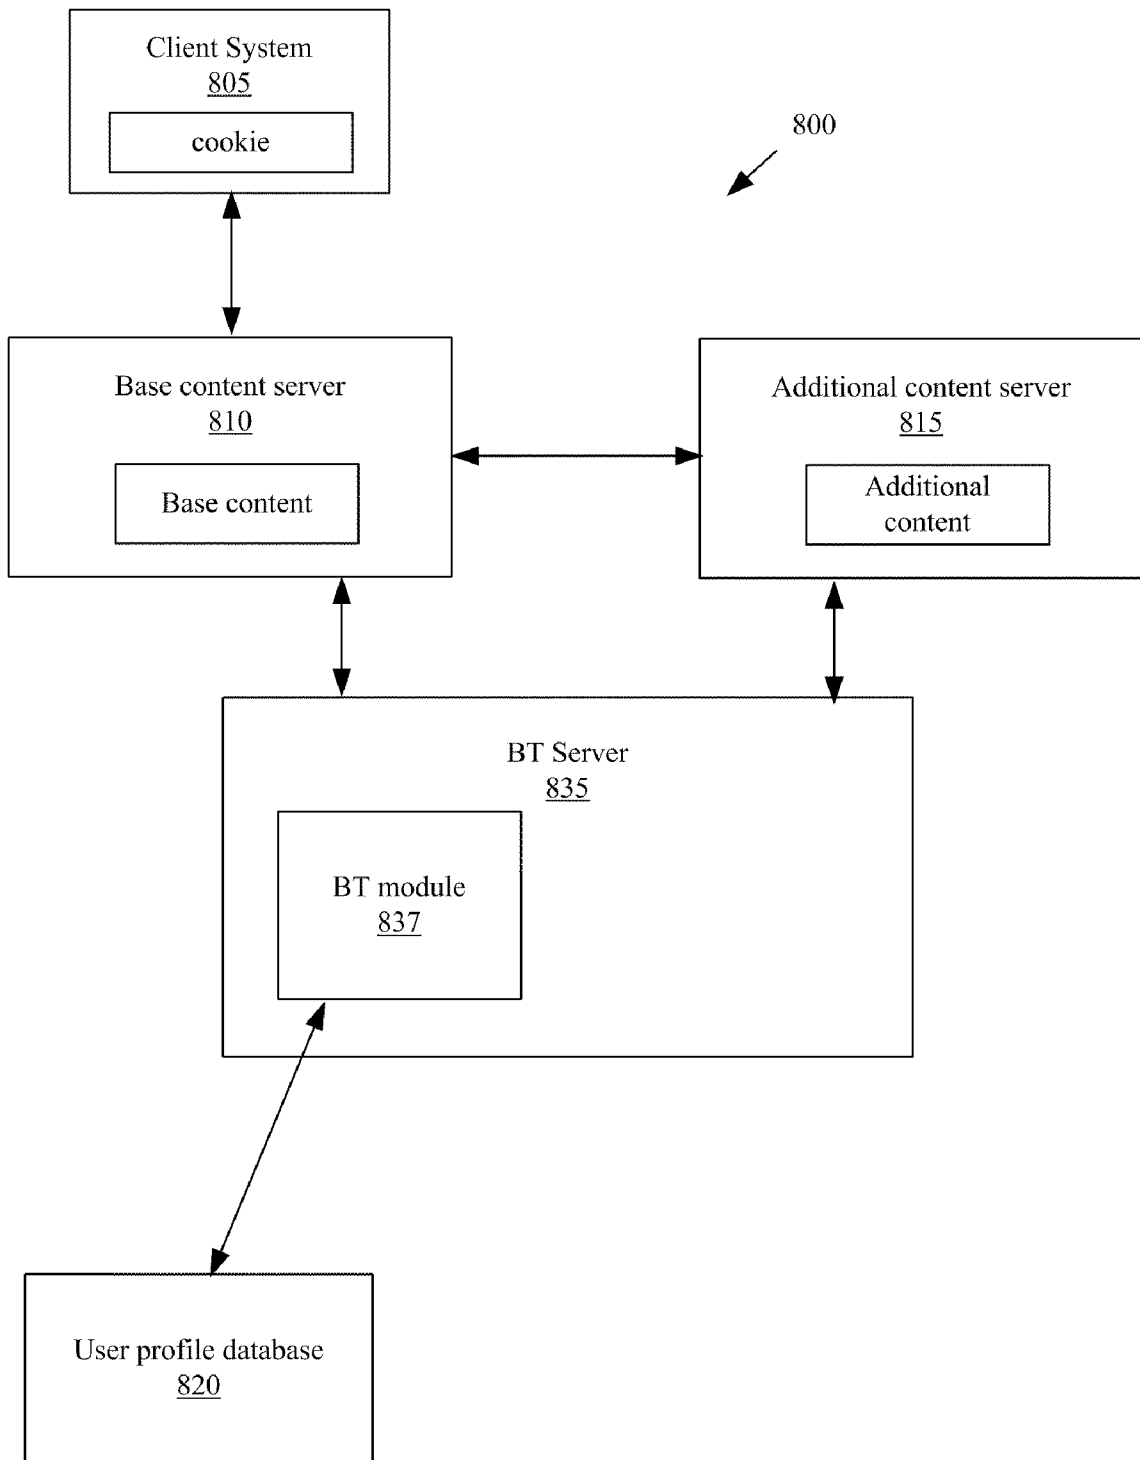 Client System
805
cookie
800
Base content server
810
Base content
Additional content server
815
Additional
content
BT Server
835
BT module
837
User profile database
820